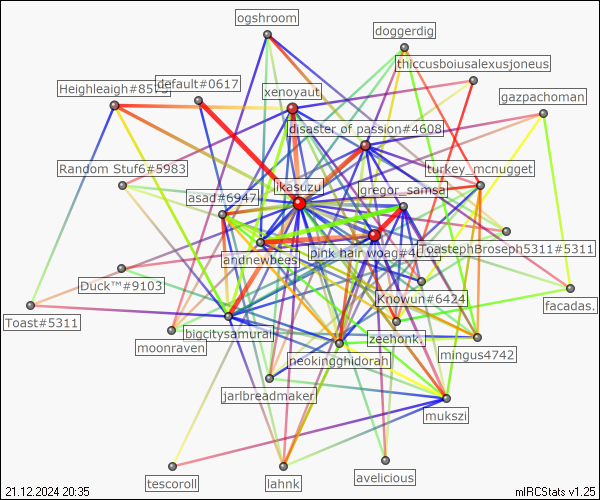 ogshroom
doggerdig
thiccusboiusalexusjoneus
Heighleaigh#857
default#0617
xenoyaut
gazpachoman
disaster of passion#4608
Random Stuf6#5983
turkey_mcnugget
ikasuzu
gregor_samsa
asad#6947
andnewbees
pink hair woag#4
ToastephBroseph5311#5311
Duck™#9103
Knowun#6424
facadas.
Toast#5311
bigcitysamurai
zeehonk.
moonraven
neokingghidorah
mingus4742
jarlbreadmaker
mukszi
tescoroll
lahnk
avelicious
21.12.2024 20:35
mIRCStats v1.25